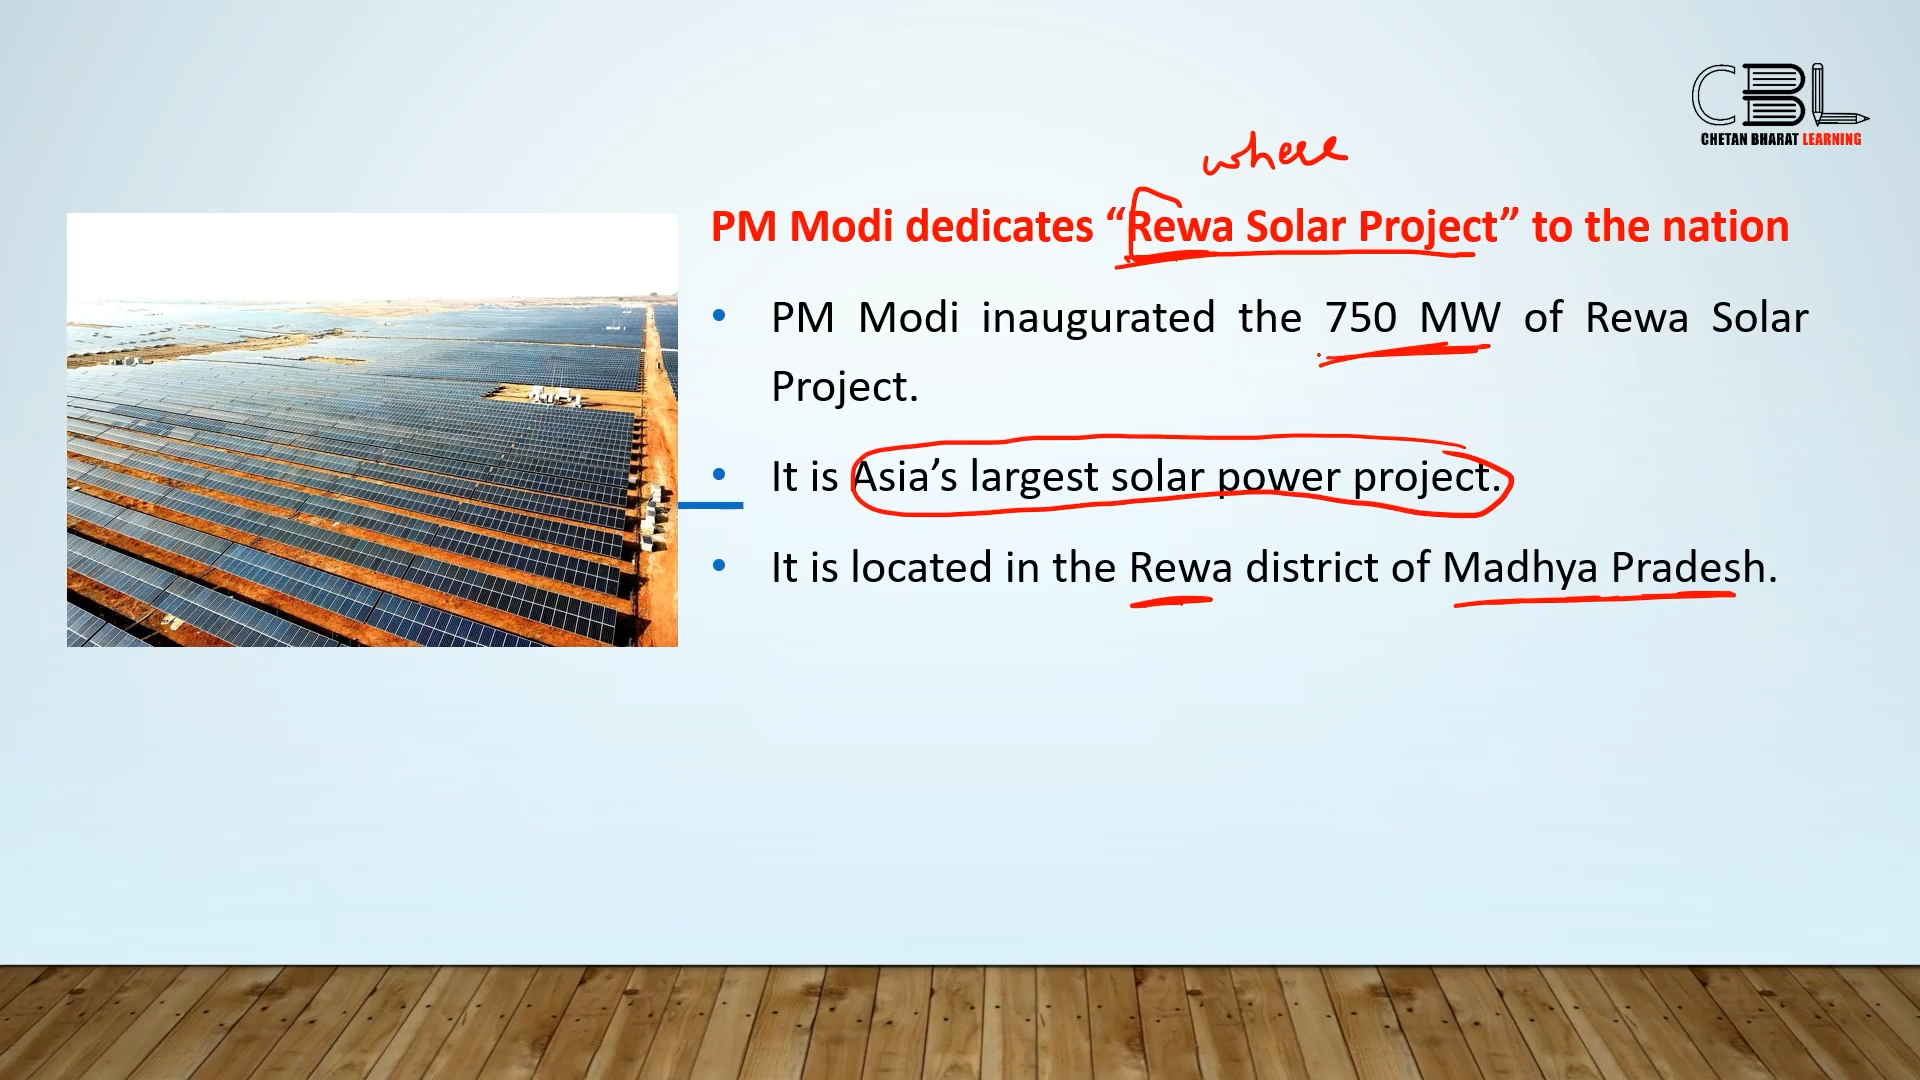 CBL
CHETAN BHARAT LEARNING
where
PM Modi dedicates “Rewa Solar Project” to the nation
• PM Modi inaugurated the 750 MW of Rewa Solar
Project.
• It is Asia’s largest solar power project.
• It is located in the Rewa district of Madhya Pradesh.